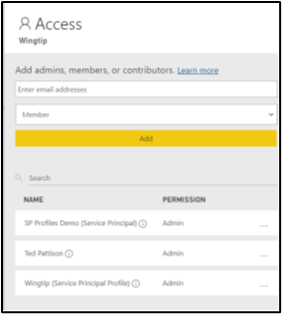 Access
Wingtip
Add admins, members, or contributors. Learn more
Enter email addresses
Member
Add
Search
NAME PERMISSION
SP Profiles Demo (Service Principal) Admin ...
Ted Pattison Admin ...
Wingtip (Service Principal Profile) Admin ...